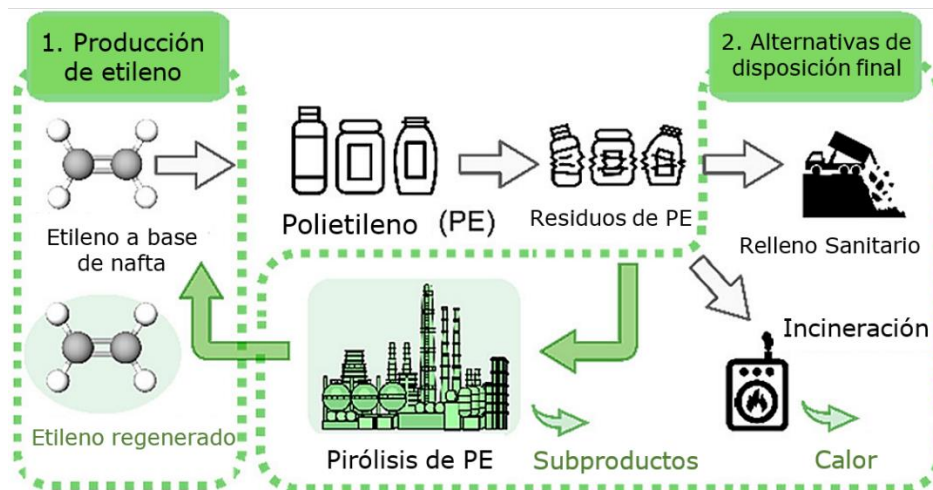 1. Producción
de etileno
2. Alternativas de
disposición final
Etileno a base
de nafta
Polietileno (PE)
Residuos de PE
Relleno Sanitario
Incineración
Etileno regenerado
Pirólisis de PE
Subproductos
Calor